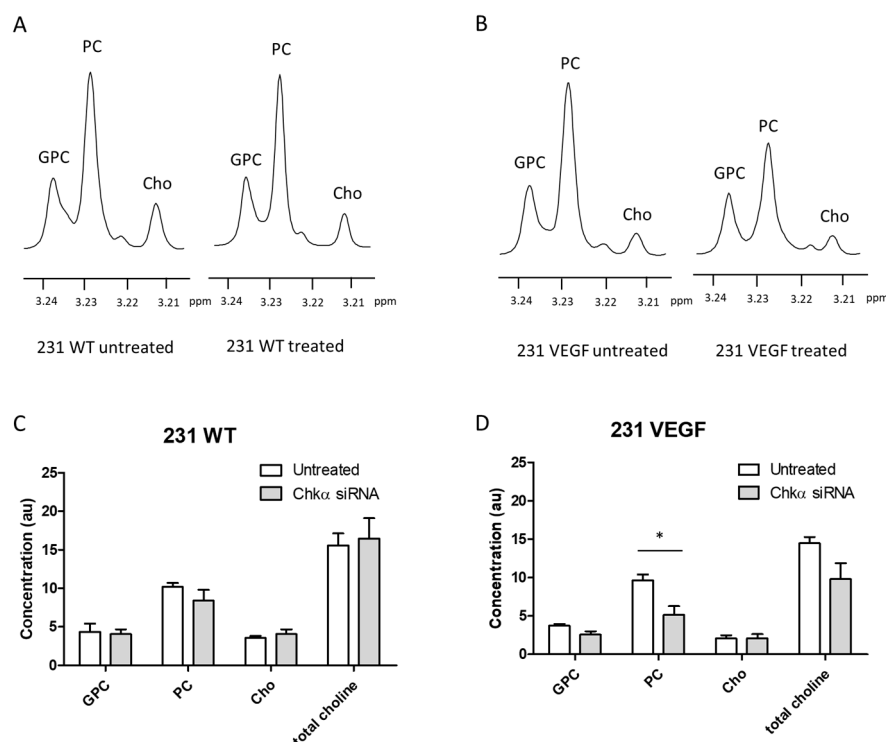 A
PC
GPC
Cho
3.24 3.23 3.22 3.21 ppm
231 WT untreated
PC
GPC
Cho
3.24 3.23 3.22 3.21 ppm
231 WT treated
B
PC
GPC
Cho
3.24 3.23 3.22 3.21 ppm
231 VEGF untreated
PC
GPC
Cho
3.24 3.23 3.22 3.21 ppm
231 VEGF treated
C
231 WT
Untreated
Chkα siRNA
Concentration (au)
25
20
15
10
5
0
GPC
PC
Cho
total choline
D
231 VEGF
Untreated
Chkα siRNA
Concentration (au)
25
20
15
10
5
0
*
GPC
PC
Cho
total choline